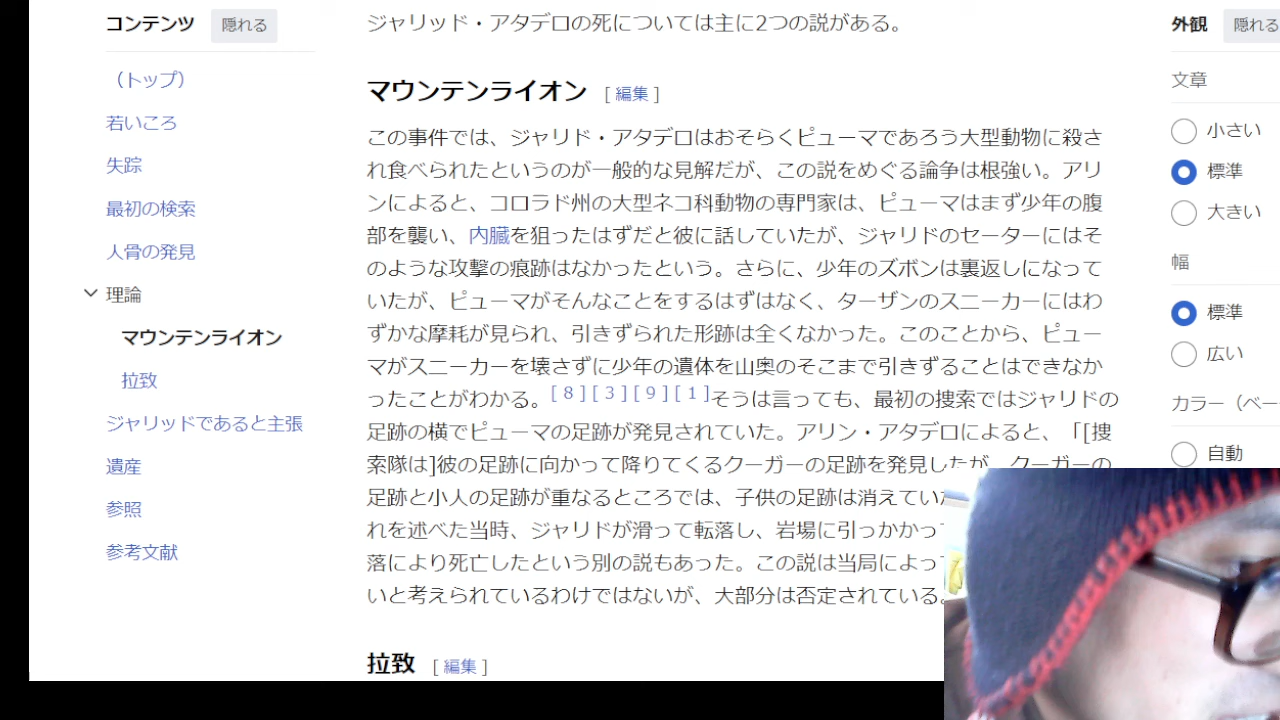 コンテンツ 隠れる
(トップ)
若いころ
失踪
最初の検索
人骨の発見
理論
マウンテンライオン
拉致
ジャリッドであると主張
遺産
参照
参考文献
ジャリッド・アタデロの死については主に2つの説がある。
マウンテンライオン [ 編集 ]
この事件では、ジャリド・アタデロはおそらくピューマであろう大型動物に殺さ
れ食べられたというのが一般的な見解だが、この説をめぐる論争は根強い。アリ
ンによると、コロラド州の大型ネコ科動物の専門家は、ピューマはまず少年の腹
部を襲い、内臓を狙ったはずだと彼に話していたが、ジャリドのセーターにはそ
のような攻撃の痕跡はなかったという。さらに、少年のズボンは裏返しになって
いたが、ピューマがそんなことをするはずはなく、ターザンのスニーカーにはわ
ずかな摩耗が見られ、引きずられた形跡は全くなかった。このことから、ピュー
マがスニーカーを壊さずに少年の遺体を山奥のそこまで引きずることはできなか
ったことがわかる。[8][3][9][1]そうは言っても、最初の捜索ではジャリドの
足跡の横でピューマの足跡が発見されていた。アリン・アタデロによると、「[捜
索隊は]彼の足跡に向かって降りてくるクーガーの足跡を発見したが、クーガーの
足跡と小人の足跡が重なるところでは、子供の足跡は消えてい
れを述べた当時、ジャリドが滑って転落し、岩場に引っかかっ
落により死亡したという別の説もあった。この説は当局によっ
いと考えられているわけではないが、大部分は否定されている。
拉致 [ 編集 ]
外観 隠れる
文章
小さい
標準
大きい
幅
標準
広い
カラー(ベー
自動